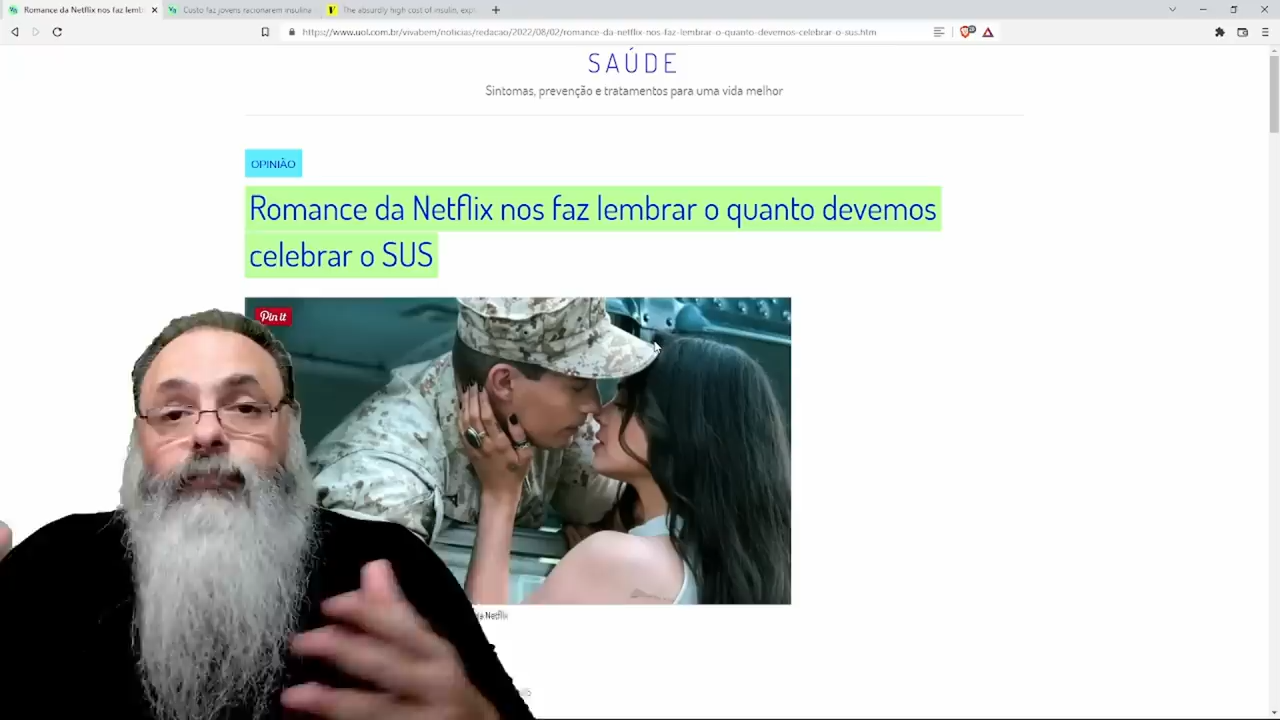 Romance da Netflix nos faz lemb
Custo faz jovens racionarem insulina
The absurdly high cost of insulin, exp
https://www.uol.com.br/vivabem/noticias/redacao/2022/08/02/romance-da-netflix-nos-faz-lembrar-o-quanto-devemos-celebrar-o-sus.htm
SAÚDE
Sintomas, prevenção e tratamentos para uma vida melhor
OPINIÃO
Romance da Netflix nos faz lembrar o quanto devemos
celebrar o SUS
Pin it
da Netflix